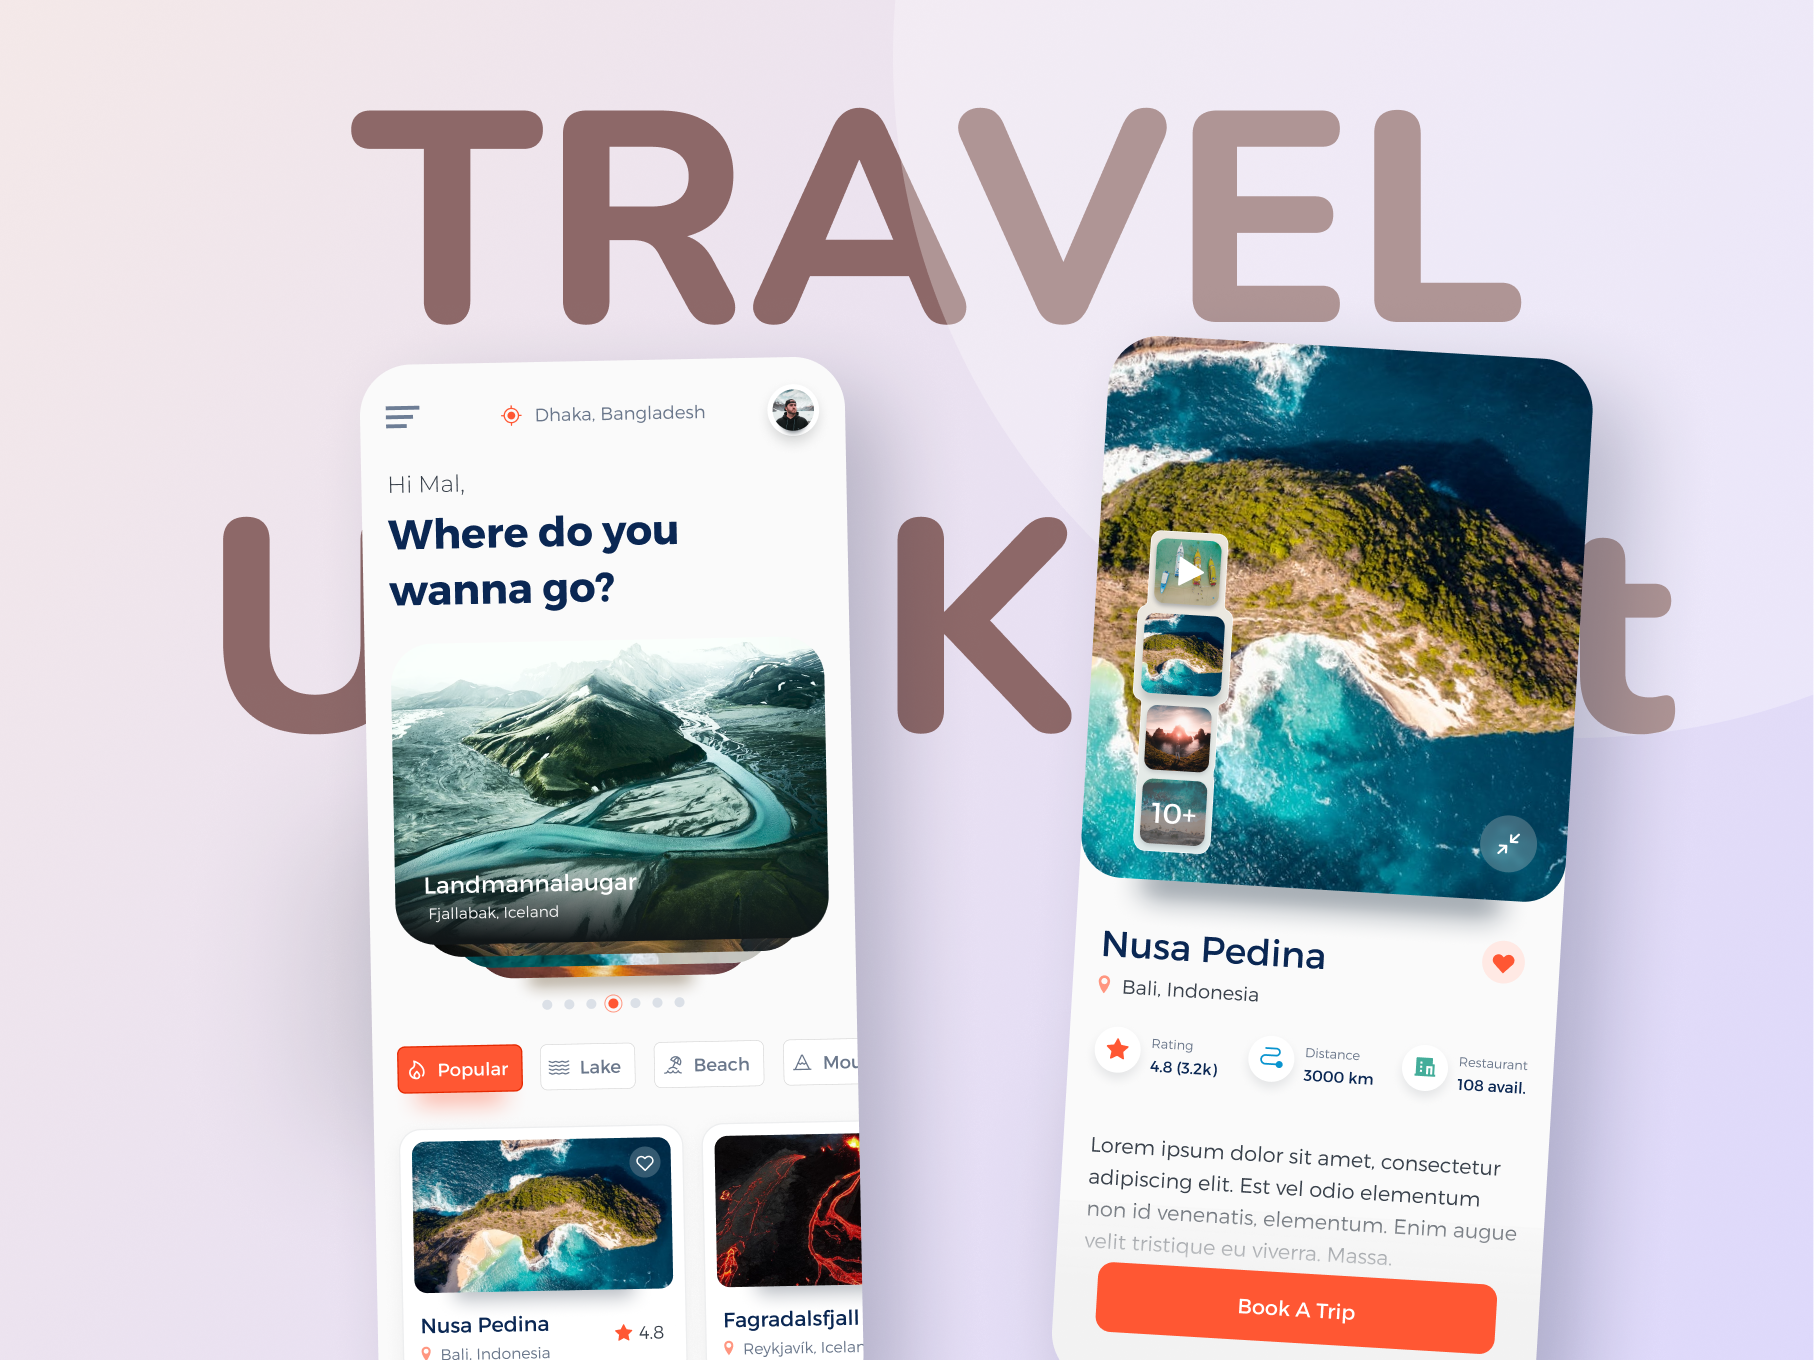 TRAVEL
U K t
Dhaka, Bangladesh
Hi Mal,
Where do you
wanna go?
Landmannalaugar
Fjallabak, Iceland
Popular
Lake
Beach
Mou
Nusa Pedina
4.8
Bali, Indonesia
Fagradalsfjall
Reykjavík, Icelan
10+
Nusa Pedina
Bali, Indonesia
Rating
4.8 (3.2k)
Distance
3000 km
Restaurant
108 avail.
Lorem ipsum dolor sit amet, consectetur
adipiscing elit. Est vel odio elementum
non id venenatis, elementum. Enim augue
velit tristique eu viverra. Massa.
Book A Trip